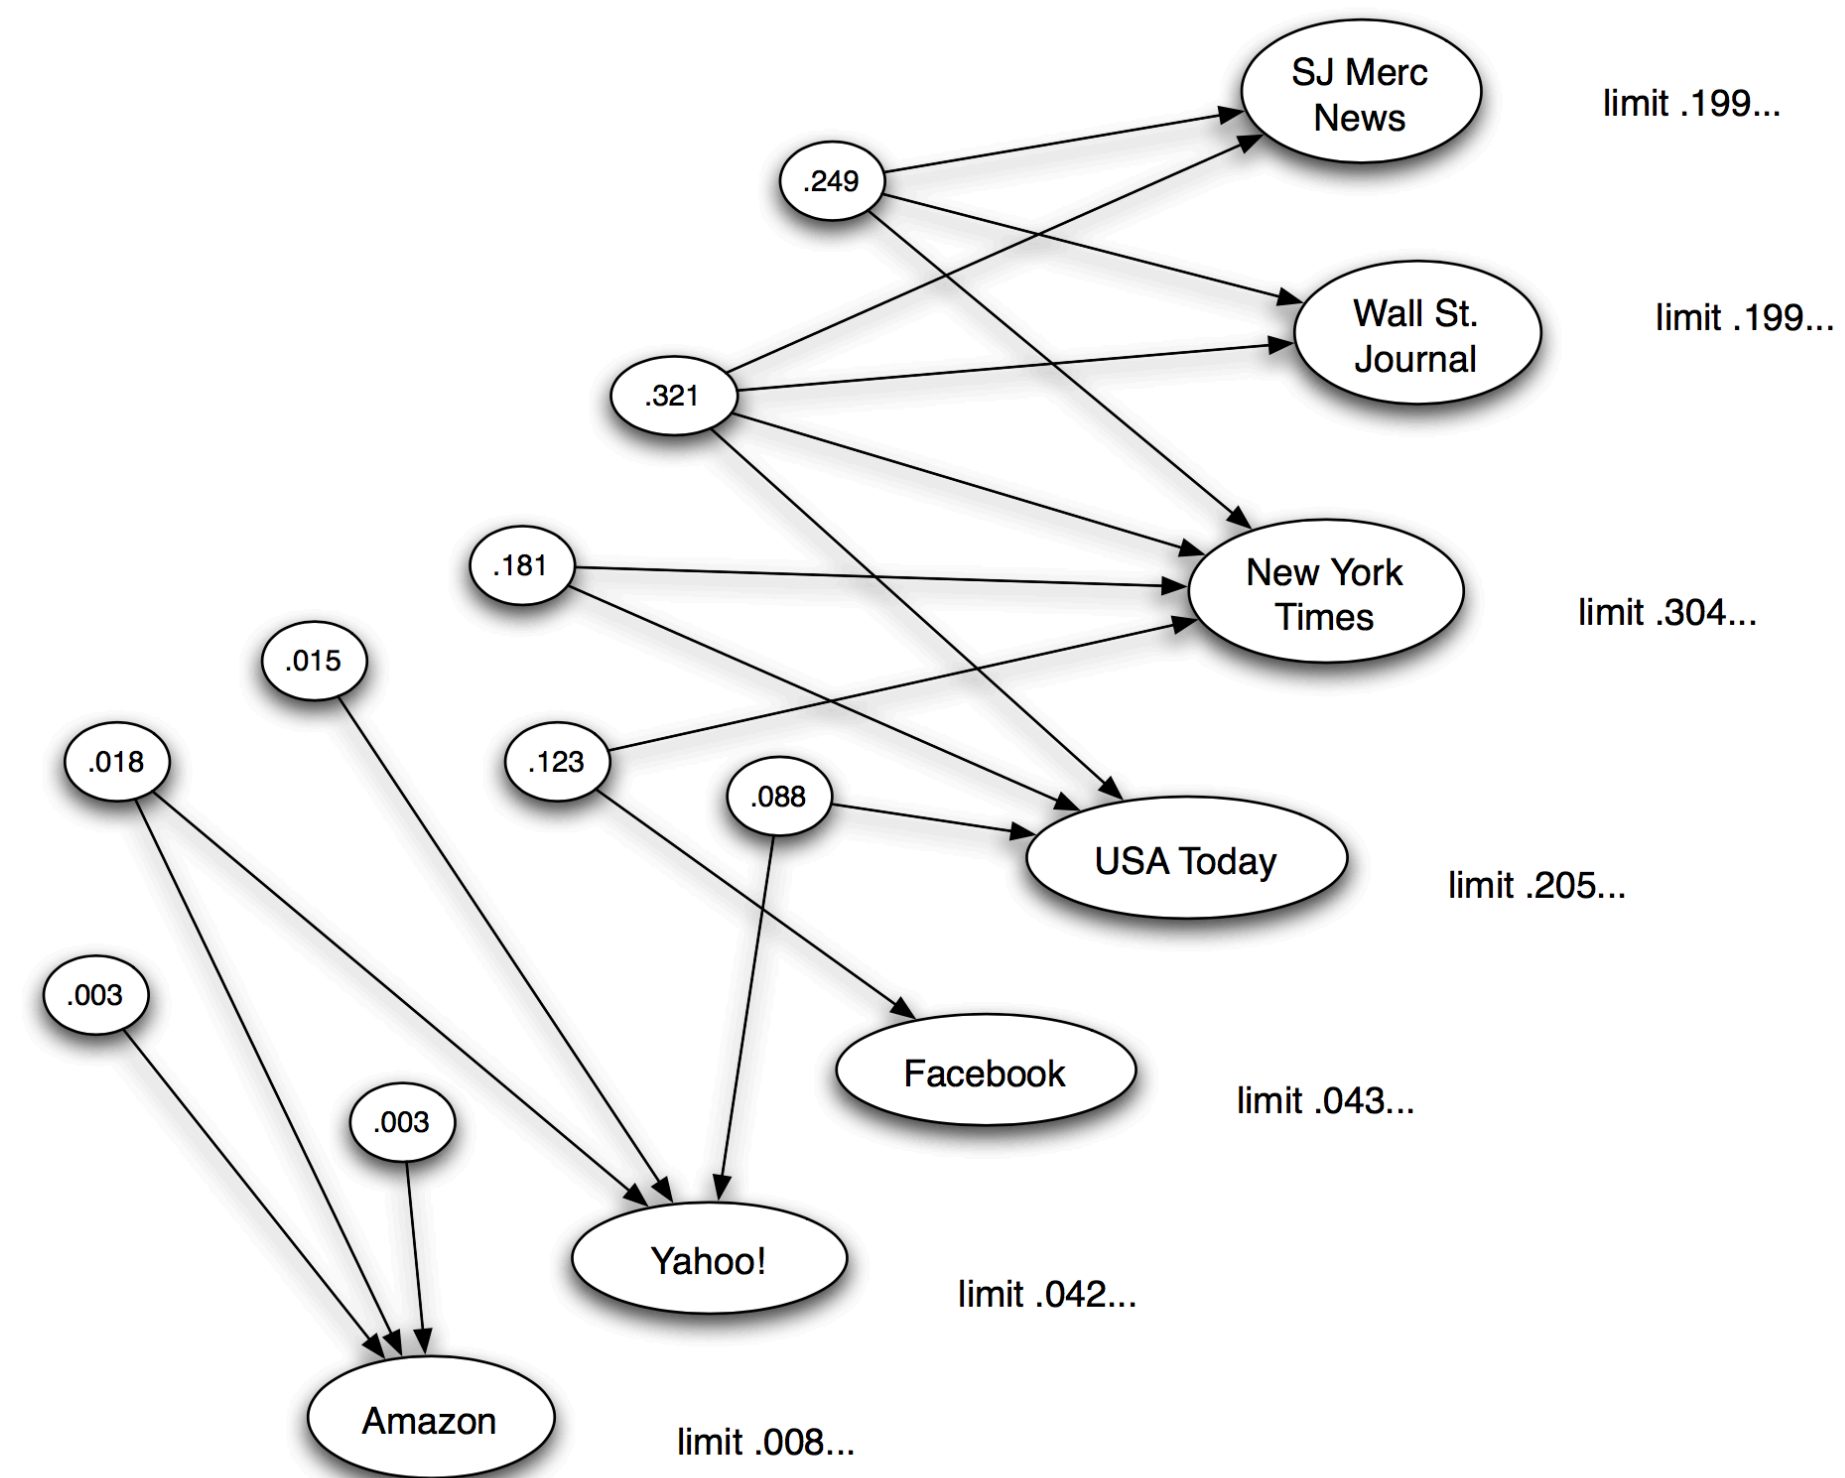 SJ Merc
News
limit .199...
.249
Wall St.
Journal
limit .199...
.321
.181
New York
Times
limit .304...
.015
.018
.123
.088
USA Today
limit .205...
.003
Facebook
limit .043...
.003
Yahoo!
limit .042...
Amazon
limit .008...